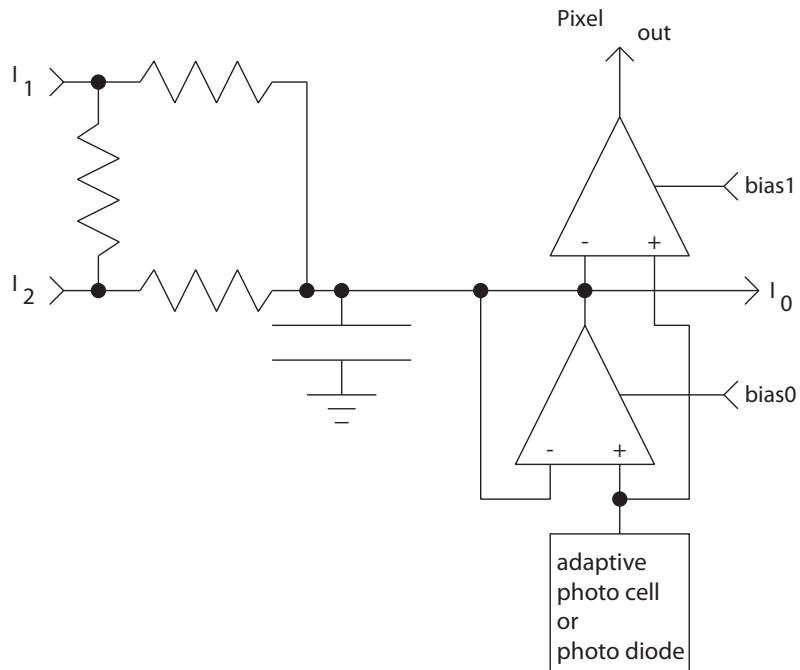 Pixel out
I 1
bias1
- +
I 2
I 0
bias0
- +
adaptive
photo cell
or
photo diode